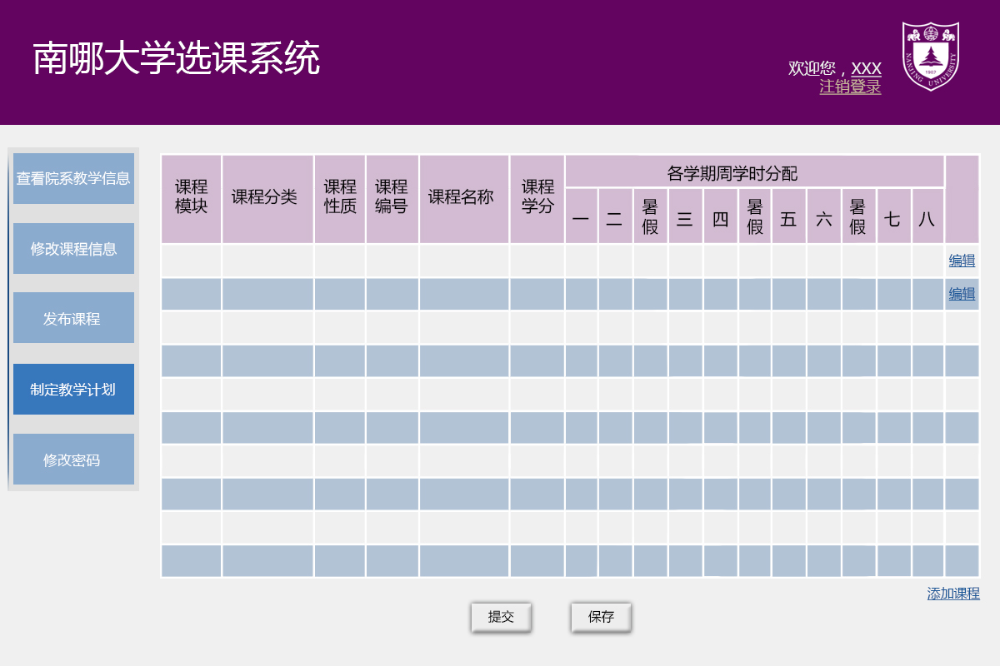 南哪大学选课系统
欢迎您，XXX
注销登录
NANJING UNIVERSITY
1902
查看院系教学信息
修改课程信息
发布课程
制定教学计划
修改密码
课程模块 课程分类 课程性质 课程编号 课程名称 课程学分 各学期周学时分配
一 二 暑假 三 四 暑假 五 六 暑假 七 八
编辑
编辑
添加课程
提交 保存